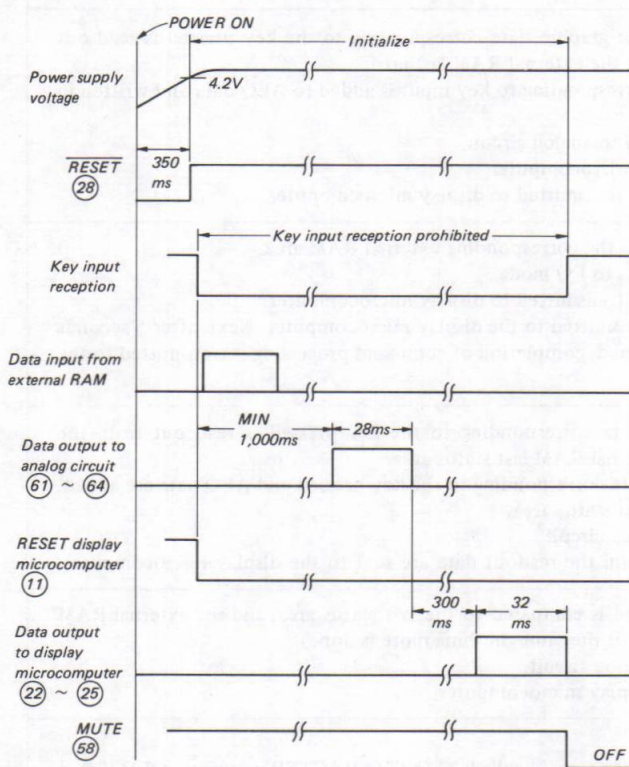 POWER ON
Initialize
Power supply
voltage
4.2V
RESET
28
350
ms
Key input reception prohibited
Key input
reception
Data input from
external RAM
MIN.
1,000ms
28ms
Data output to
analog circuit
61 ~ 64
RESET display
microcomputer
11
300
ms
32
ms
Data output
to display
microcomputer
22 ~ 25
MUTE
58
OFF